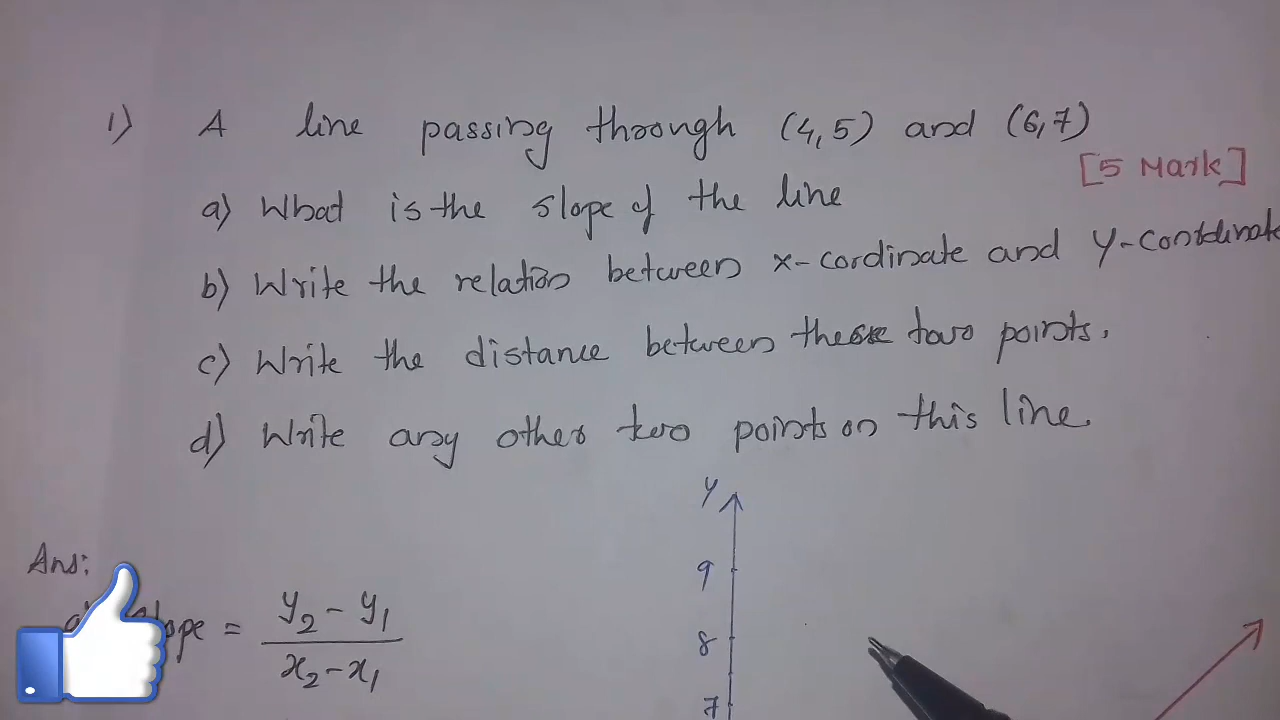 1) A line passing through (4,5) and (6,7)
[5 Mark]
a) What is the slope of the line
b) Write the relation between x-cordinate and y-cordinate
c) Write the distance between these two points.
d) Write any other two points on this line.
Ans:
slope = y₂ - y₁ / x₂ - x₁
y
9
8
7